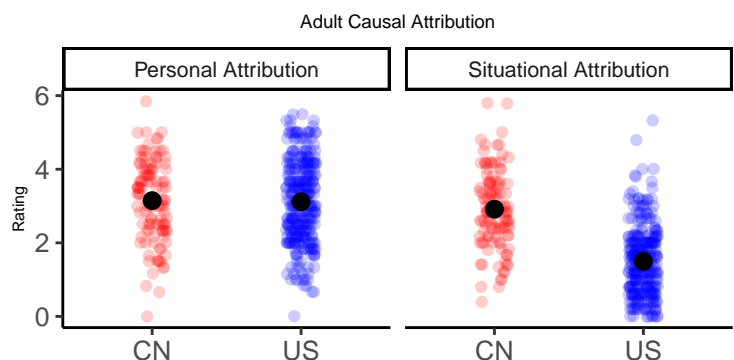 Adult Causal Attribution
Personal Attribution
Situational Attribution
Rating
6
4
2
0
CN
US
CN
US